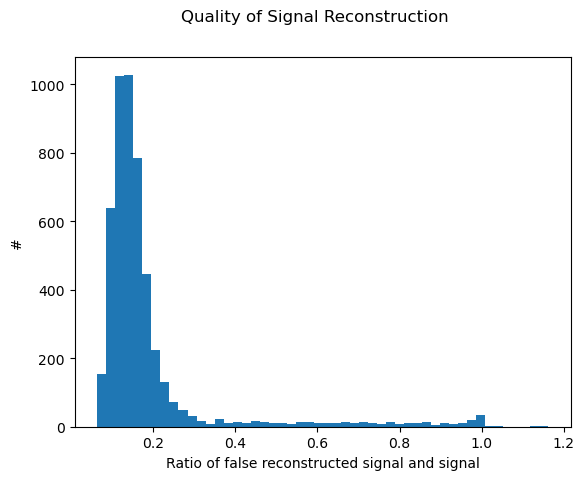 Quality of Signal Reconstruction
1000
800
600
400
200
0
#
0.2 0.4 0.6 0.8 1.0 1.2
Ratio of false reconstructed signal and signal